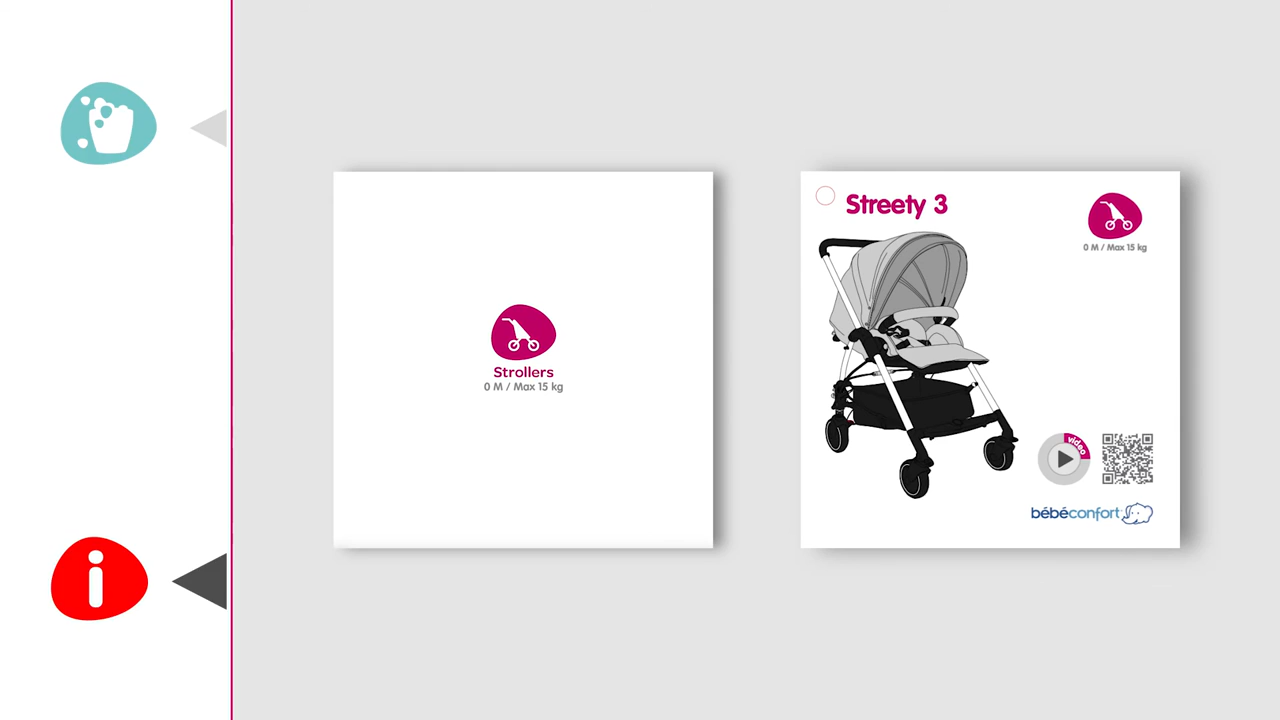 Strollers
0 M / Max 15 kg
Streety 3
0 M / Max 15 kg
video
bébéconfort
i